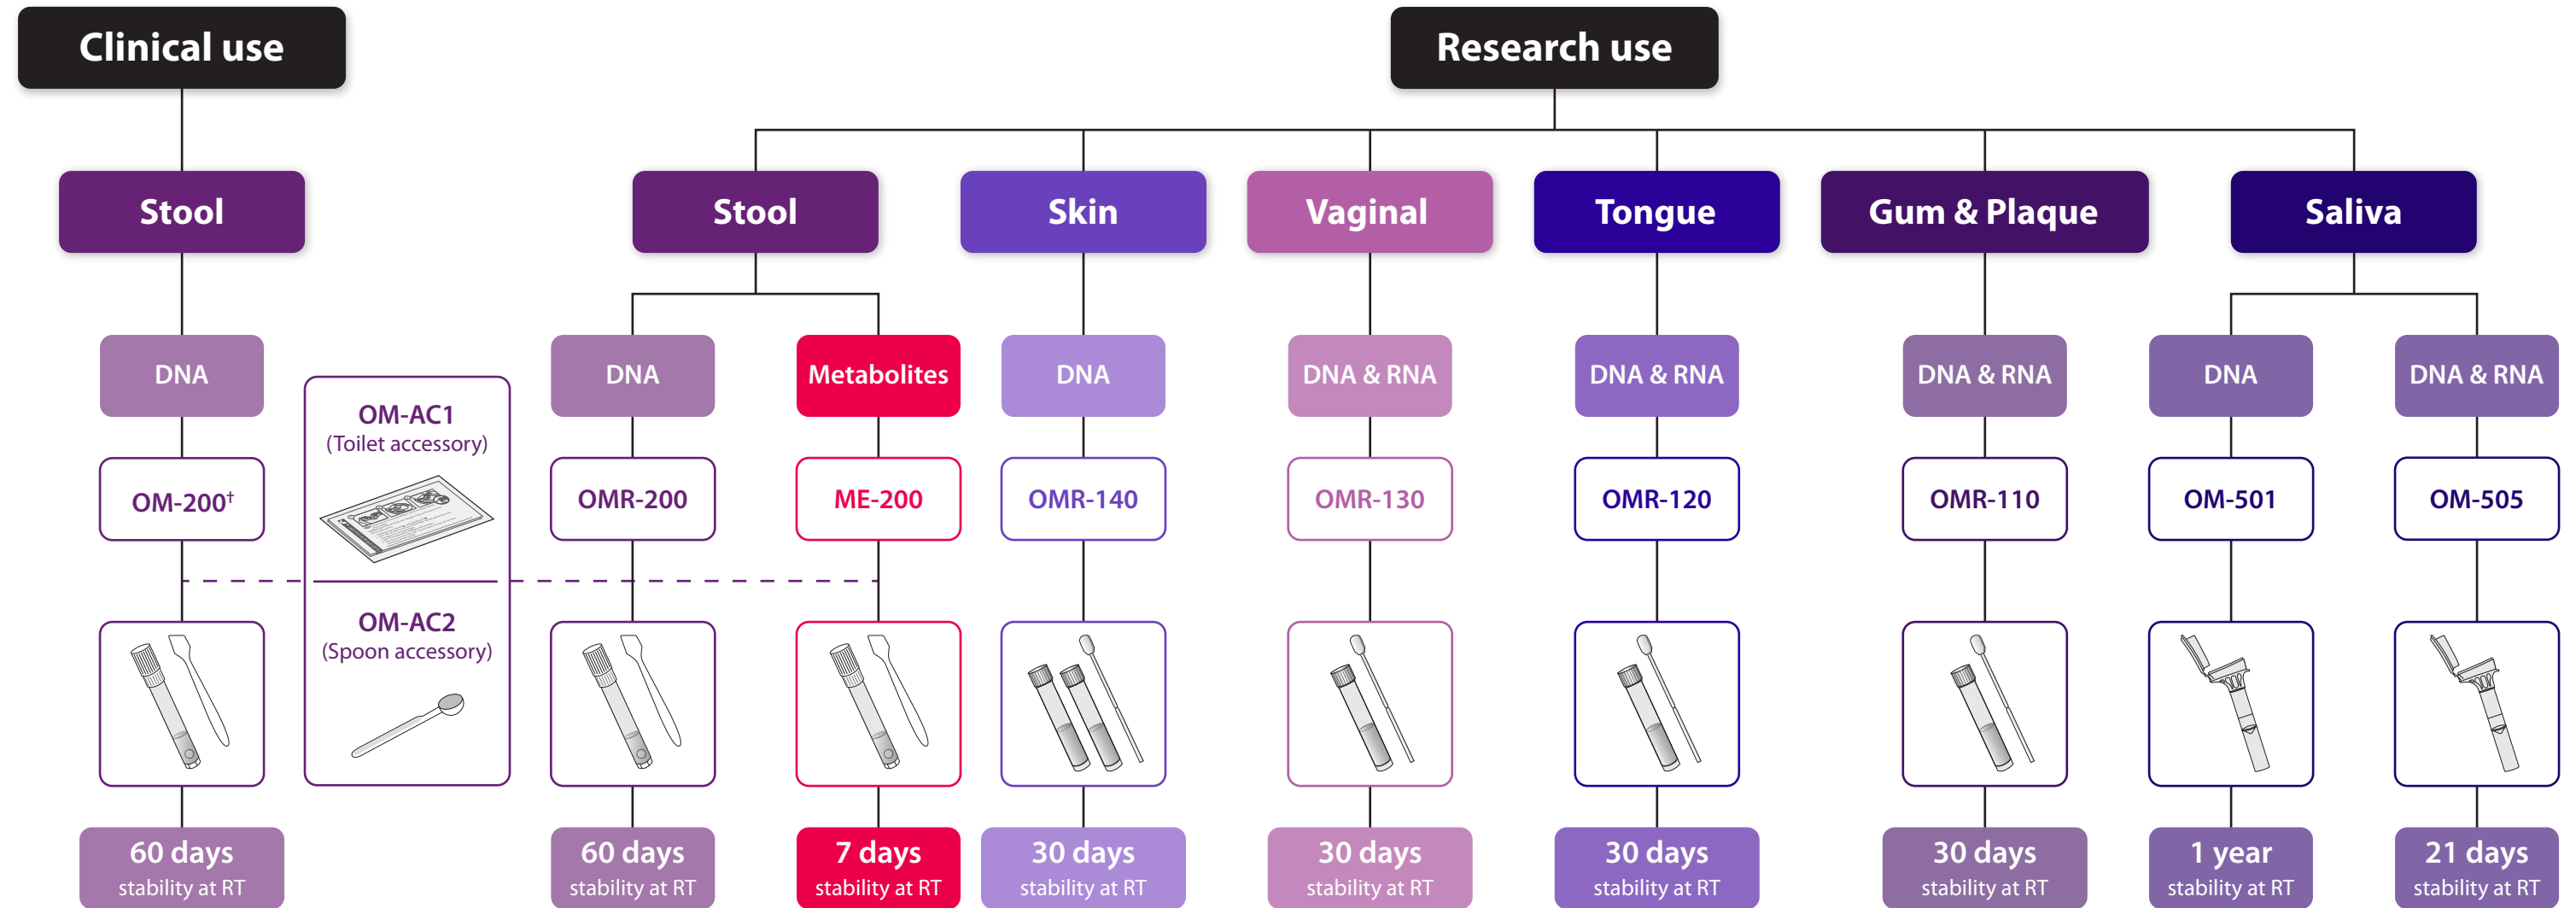 Clinical use
Research use
Stool
Stool
Skin
Vaginal
Tongue
Gum & Plaque
Saliva
DNA
DNA
Metabolites
DNA
DNA & RNA
DNA & RNA
DNA & RNA
DNA
DNA & RNA
OM-AC1
(Toilet accessory)
OM-200†
OMR-200
ME-200
OMR-140
OMR-130
OMR-120
OMR-110
OM-501
OM-505
OM-AC2
(Spoon accessory)
60 days
stability at RT
60 days
stability at RT
7 days
stability at RT
30 days
stability at RT
30 days
stability at RT
30 days
stability at RT
30 days
stability at RT
1 year
stability at RT
21 days
stability at RT